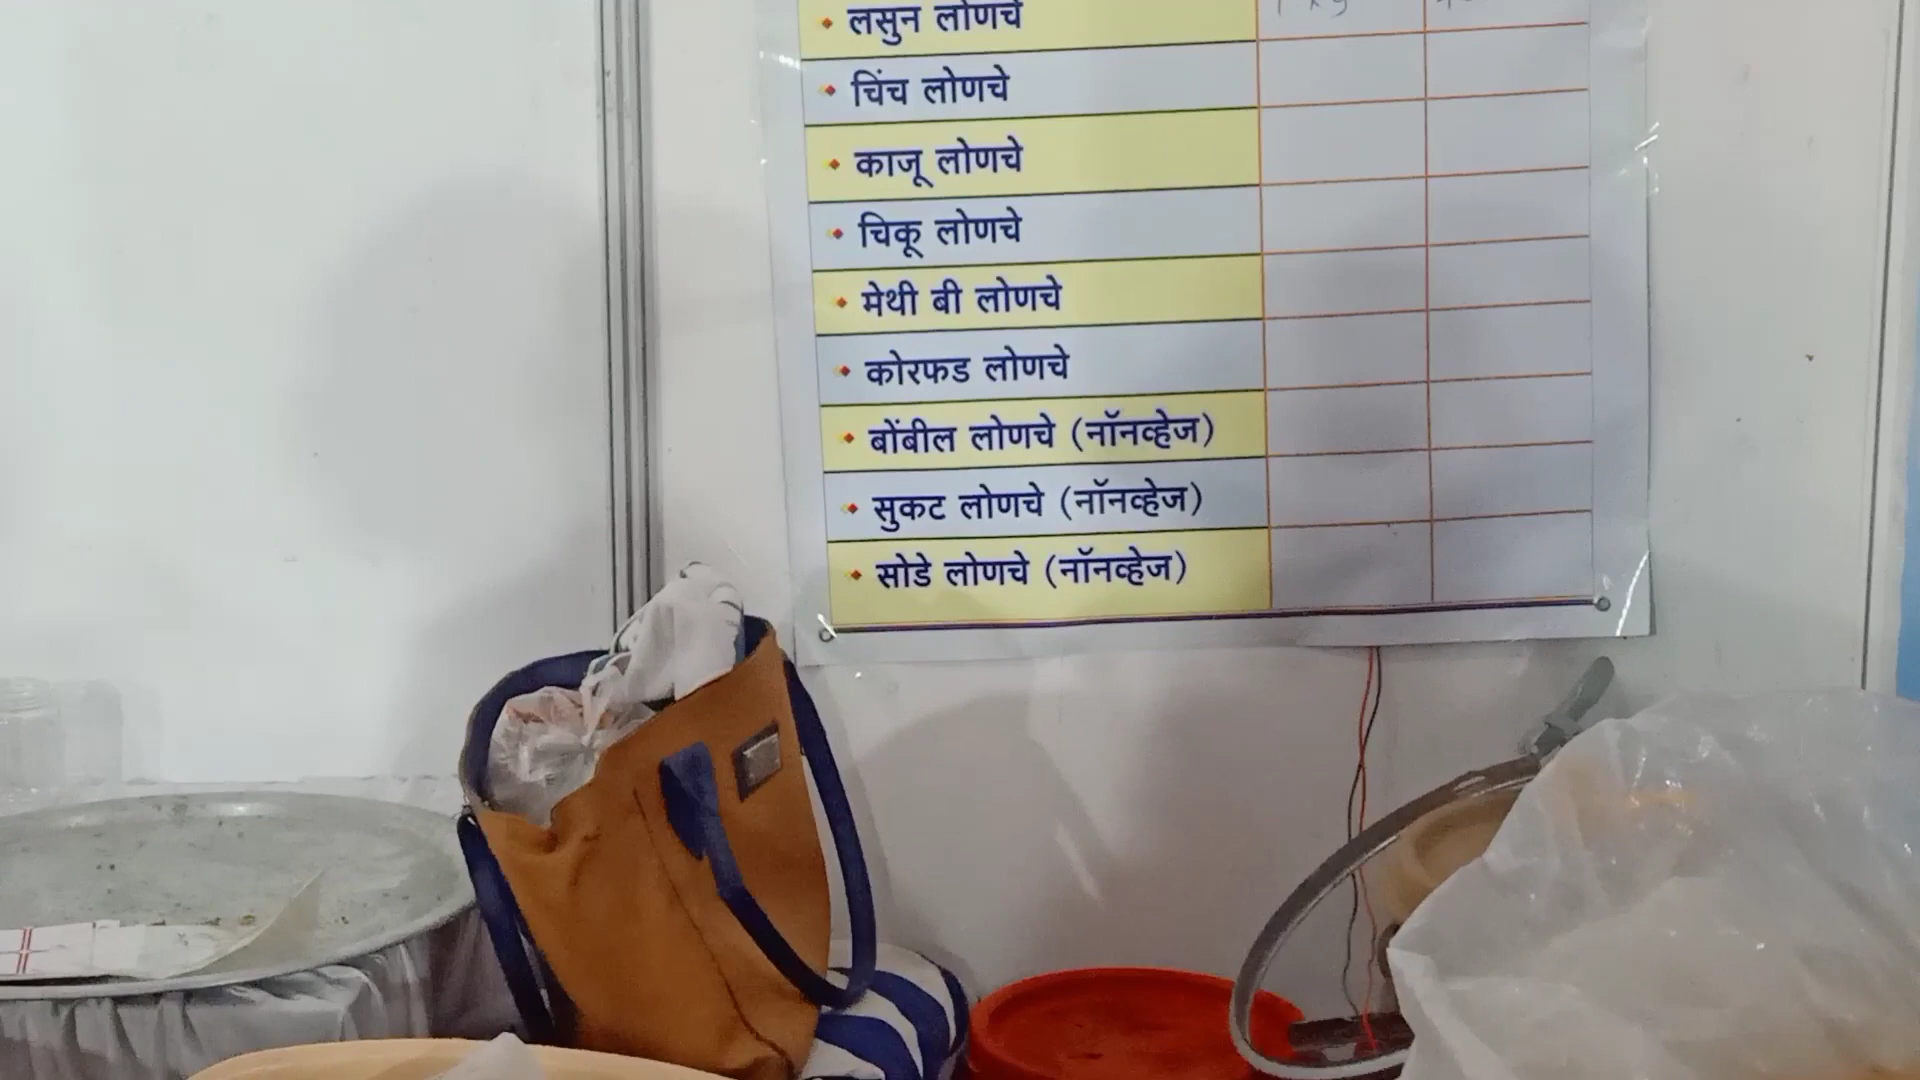 लसुन लोणचे
चिंच लोणचे
काजू लोणचे
चिकू लोणचे
मेथी बी लोणचे
कोरफड लोणचे
बोंबील लोणचे (नॉनव्हेज)
सुकट लोणचे (नॉनव्हेज)
सोडे लोणचे (नॉनव्हेज)